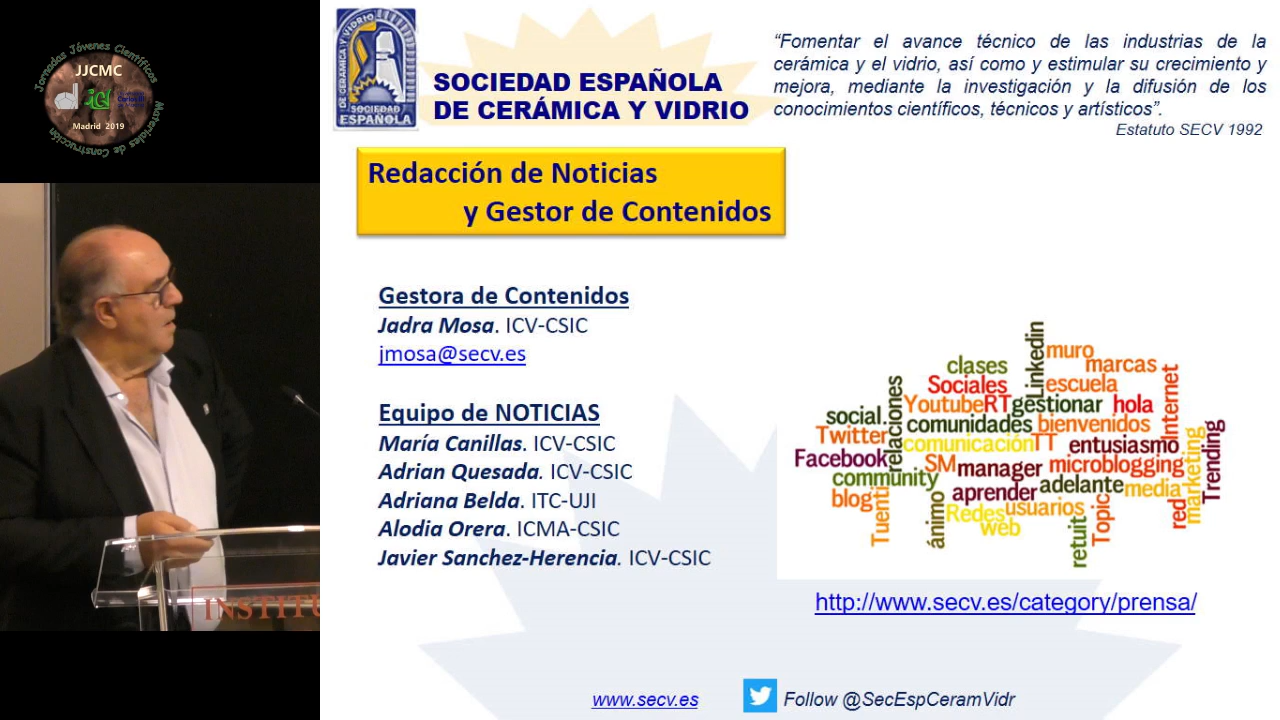 Jornadas Jóvenes Científicos
JJCMC
Madrid 2019
Materiales de Construcción
INSTITU
DE CERÁMICA Y VIDRIO
SOCIEDAD
ESPAÑOLA
SOCIEDAD ESPAÑOLA
DE CERÁMICA Y VIDRIO
“Fomentar el avance técnico de las industrias de la
cerámica y el vidrio, así como y estimular su crecimiento y
mejora, mediante la investigación y la difusión de los
conocimientos científicos, técnicos y artísticos”.
Estatuto SECV 1992
Redacción de Noticias
y Gestor de Contenidos
Gestora de Contenidos
Jadra Mosa. ICV-CSIC
jmosa@secv.es
Equipo de NOTICIAS
María Canillas. ICV-CSIC
Adrian Quesada. ICV-CSIC
Adriana Belda. ITC-UJI
Alodia Orera. ICMA-CSIC
Javier Sanchez-Herencia. ICV-CSIC
Linkedin
muro
clases
marcas
Sociales
escuela
Internet
relaciones
Youtube
RT
gestionar
hola
social.
comunidades
bienvenidos
Twitter
comunicación
TT
entusiasmo
Trending
Facebook
SM
manager
microblogging
marketing
community
aprender
adelante
media
blog
Tuenti
ánimo
Redes
usuarios
Topic
red
web
retuit
http://www.secv.es/category/prensa/
www.secv.es
Follow @SecEspCeramVidr